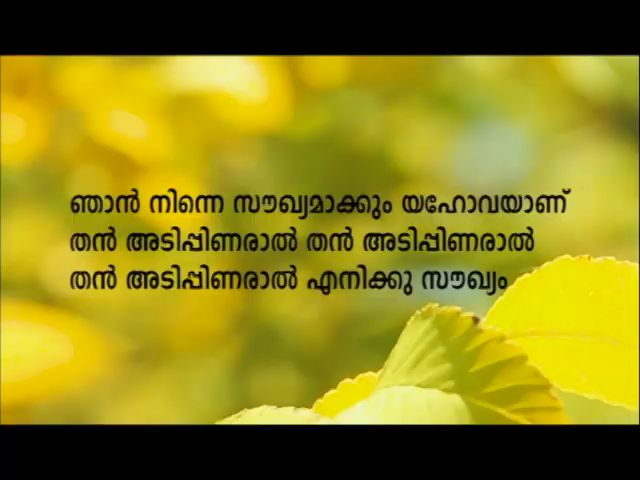 ഞാൻ നിന്നെ സൗഖ്യമാക്കും യഹോവയാണ്
തൻ അടിപ്പിണരാൽ തൻ അടിപ്പിണരാൽ
തൻ അടിപ്പിണരാൽ എനിക്കു സൗഖ്യം